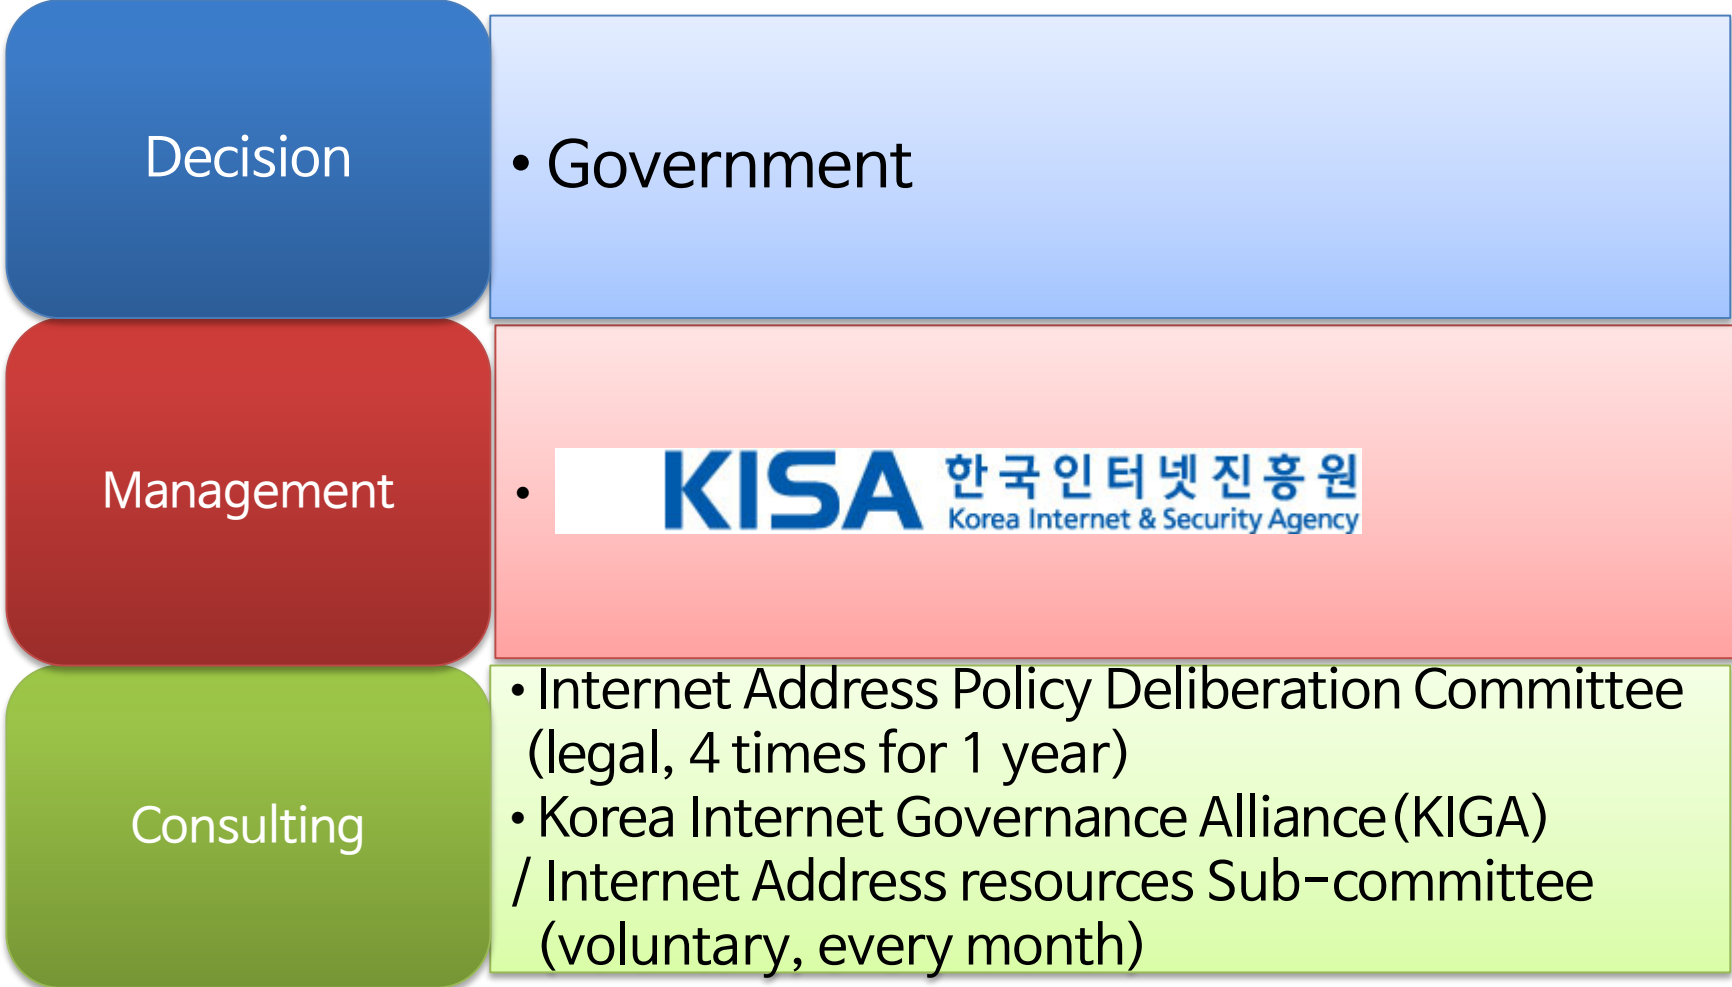 Decision
• Government
Management
•
KISA 한국인터넷진흥원
Korea Internet & Security Agency
Consulting
• Internet Address Policy Deliberation Committee
(legal, 4 times for 1 year)
• Korea Internet Governance Alliance(KIGA)
/ Internet Address resources Sub-committee
(voluntary, every month)